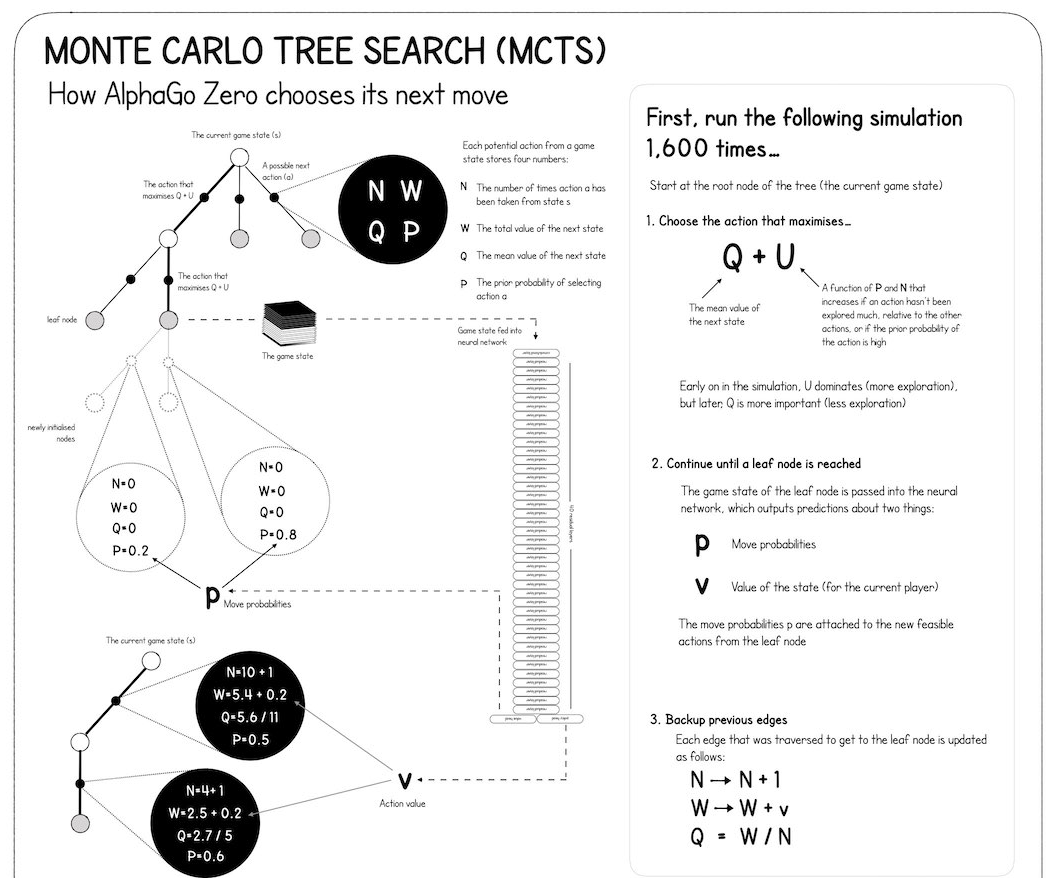 MONTE CARLO TREE SEARCH (MCTS)
How AlphaGo Zero chooses its next move
The current game state (s)
The action that
maximises Q + U
A possible next
action (a)
N W
Q P
Each potential action from a game
state stores four numbers:
N The number of times action a has
been taken from state s
W The total value of the next state
Q The mean value of the next state
P The prior probability of selecting
action a
The action that
maximises Q + U
leaf node
The game state
Game state fed into
neural network
40 residual layers
newly initialised
nodes
N=0
W=0
Q=0
P=0.2
N=0
W=0
Q=0
P=0.8
p Move probabilities
The current game state (s)
N=10 + 1
W=5.4 + 0.2
Q=5.6 / 11
P=0.5
N=4+1
W=2.5 + 0.2
Q=2.7 / 5
P=0.6
v
Action value
First, run the following simulation
1,600 times…
Start at the root node of the tree (the current game state)
1. Choose the action that maximises…
Q + U
The mean value of
the next state
A function of P and N that
increases if an action hasn't been
explored much, relative to the other
actions, or if the prior probability of
the action is high
Early on in the simulation, U dominates (more exploration),
but later, Q is more important (less exploration)
2. Continue until a leaf node is reached
The game state of the leaf node is passed into the neural
network, which outputs predictions about two things:
p Move probabilities
v Value of the state (for the current player)
The move probabilities p are attached to the new feasible
actions from the leaf node
3. Backup previous edges
Each edge that was traversed to get to the leaf node is updated
as follows:
N → N + 1
W → W + v
Q = W / N